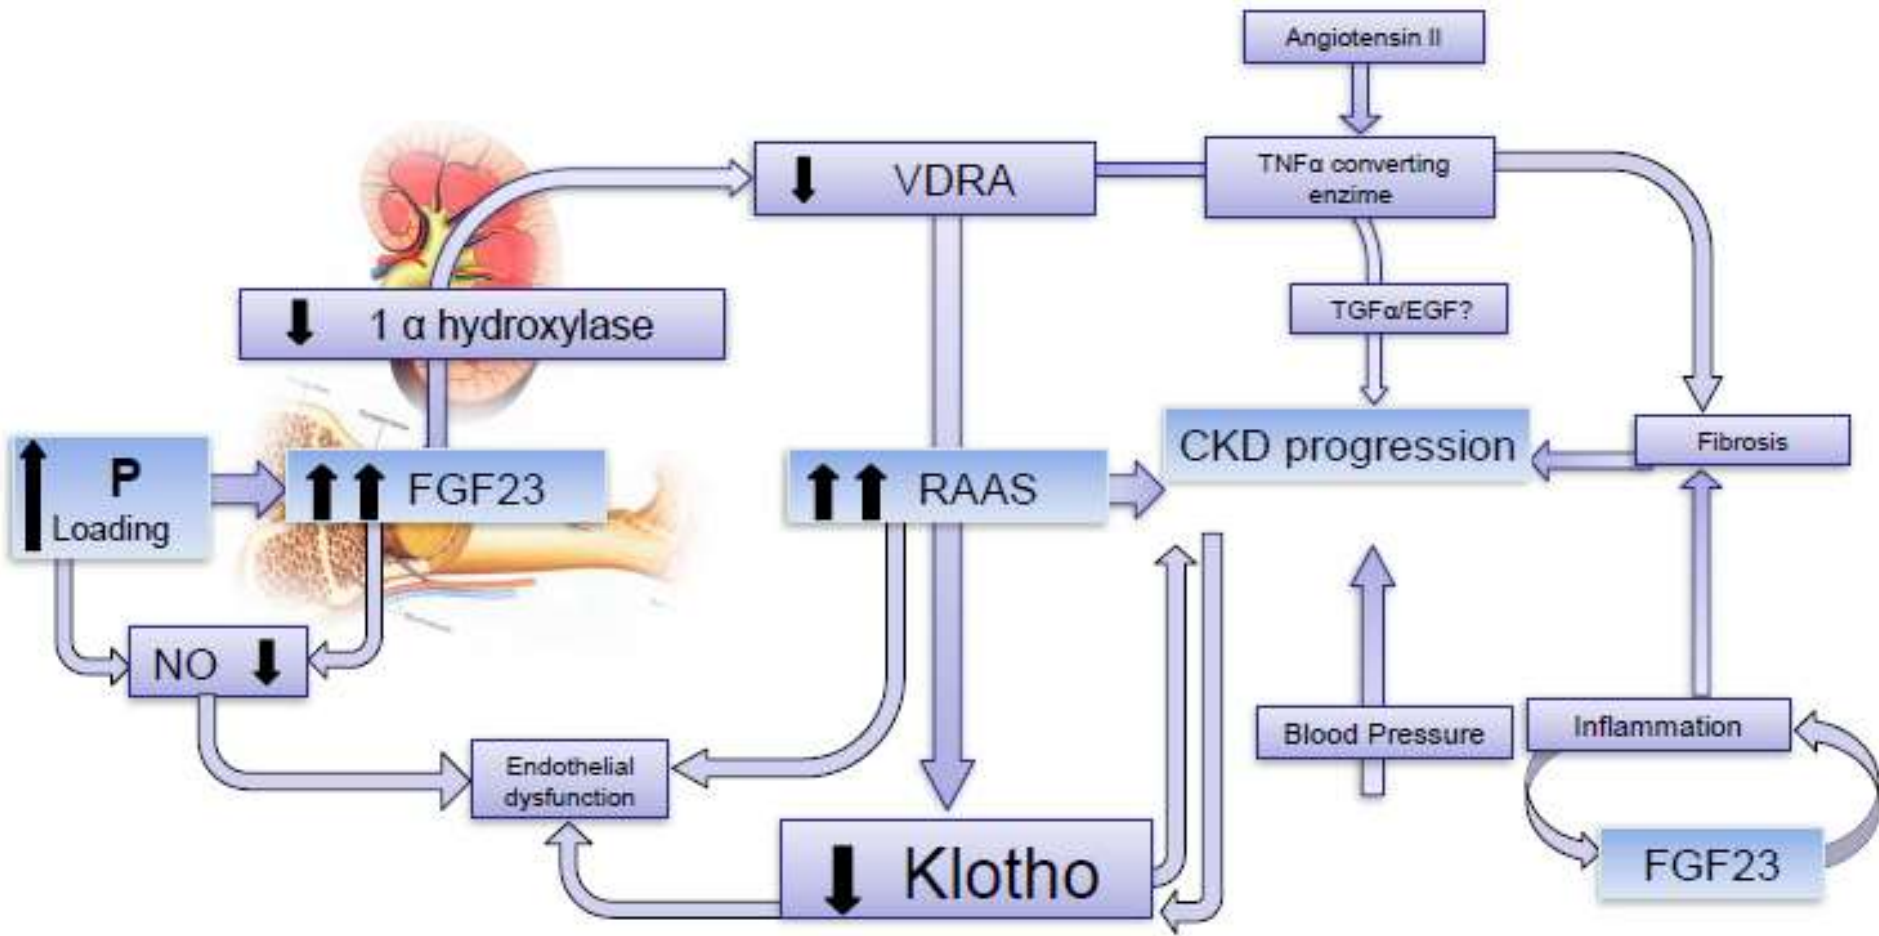 Angiotensin II
VDRA
TNFα converting
enzime
1 α hydroxylase
TGFα/EGF?
P
Loading
FGF23
RAAS
CKD progression
Fibrosis
NO
Endothelial
dysfunction
Blood Pressure
Inflammation
Klotho
FGF23